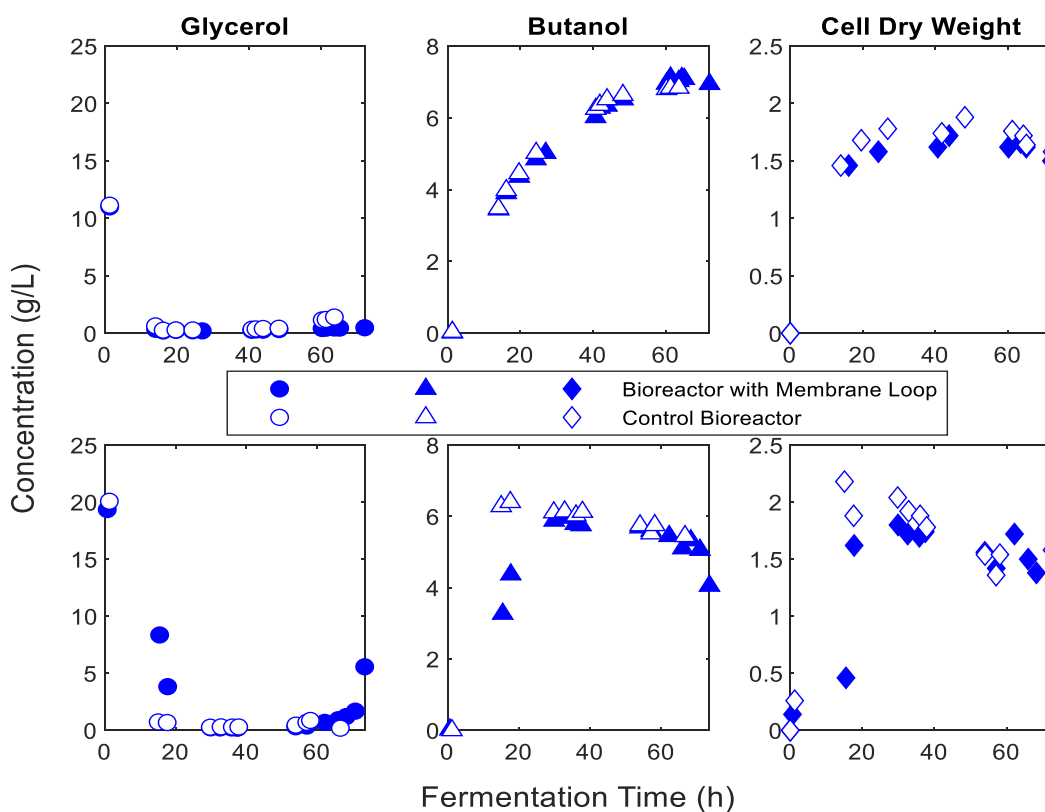 Glycerol
Butanol
Cell Dry Weight
Concentration (g/L)
25
20
15
10
5
0
0 20 40 60
8
6
4
2
0
0 20 40 60
2.5
2
1.5
1
0.5
0
0 20 40 60
Bioreactor with Membrane Loop
Control Bioreactor
25
20
15
10
5
0
0 20 40 60
8
6
4
2
0
0 20 40 60
2.5
2
1.5
1
0.5
0
0 20 40 60
Fermentation Time (h)